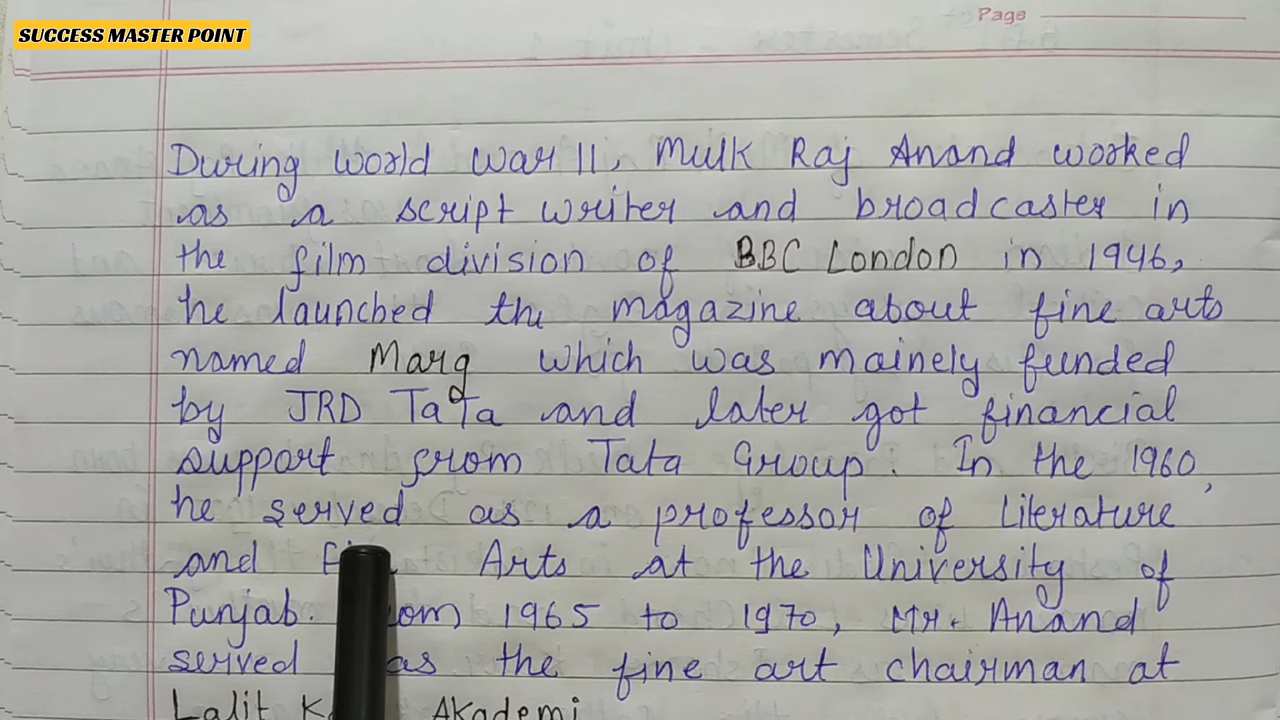 Page
SUCCESS MASTER POINT
During World War II, Mulk Raj Anand worked
as a script writer and broadcaster in
the film division of BBC London in 1946,
he launched the magazine about fine arts
named Marg which was mainely funded
by JRD TaTa and later got financial
support from Tata Group. In the 1960,
he served as a professor of Literature
and Arts at the University of
Punjab. 1965 to 1970, Mr. Anand
served as the fine art chairman at
Lalit Akademi